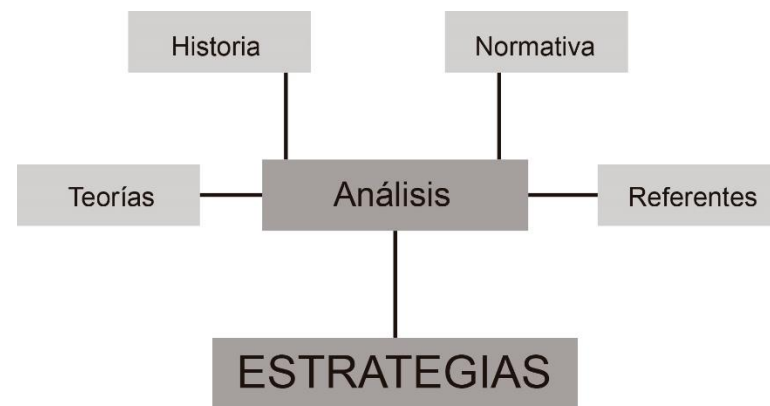 Historia
Normativa
Teorías
Análisis
Referentes
ESTRATEGIAS